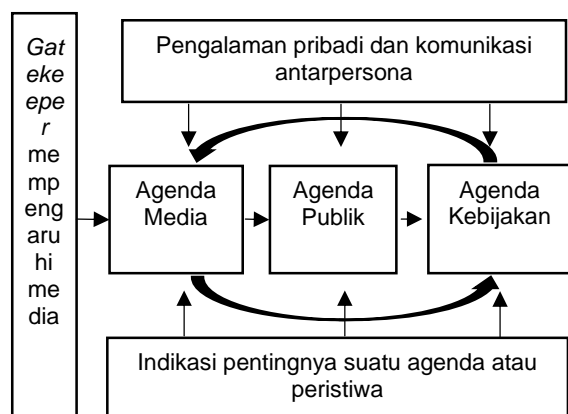 Gat
eke
epe
r
me
mp
eng
aru
hi
me
dia
Pengalaman pribadi dan komunikasi
antarpersona
Agenda
Media
Agenda
Publik
Agenda
Kebijakan
Indikasi pentingnya suatu agenda atau
peristiwa